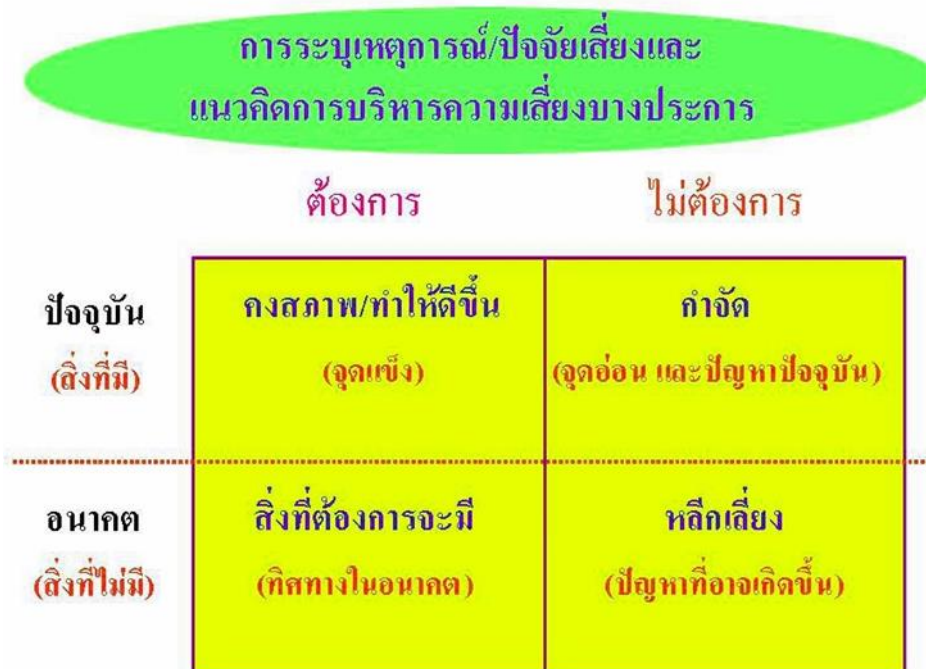 การระบุเหตุการณ์/ปัจจัยเสี่ยงและ
แนวคิดการบริหารความเสี่ยงบางประการ
ต้องการ ไม่ต้องการ
ปัจจุบัน คงสภาพ/ทำให้ดีขึ้น กำจัด
(สิ่งที่มี) (จุดแข็ง) (จุดอ่อน และปัญหาปัจจุบัน)
อนาคต สิ่งที่ต้องการจะมี หลีกเลี่ยง
(สิ่งที่ไม่มี) (ทิศทางในอนาคต) (ปัญหาที่อาจเกิดขึ้น)